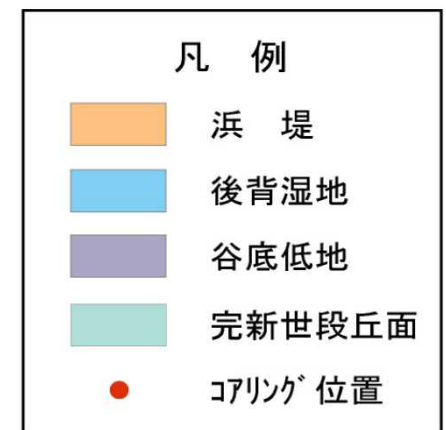 凡　例
浜　堤
後背湿地
谷底低地
完新世段丘面
ｺｱﾘﾝｸﾞ位置